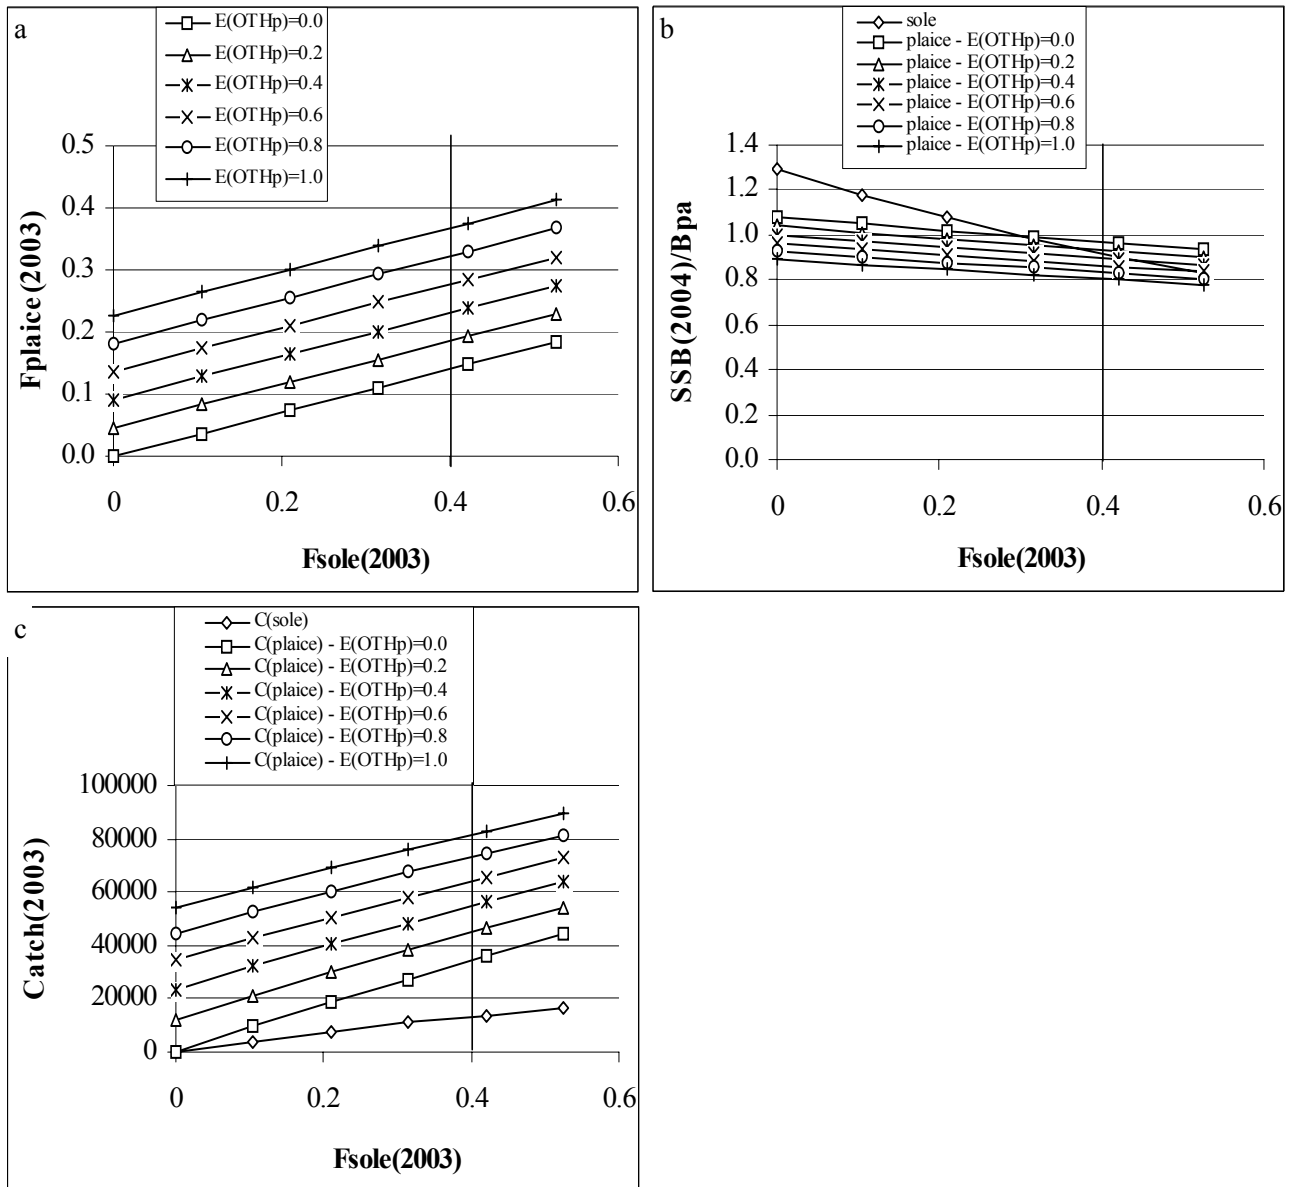 a
E(OTHp)=0.0
E(OTHp)=0.2
E(OTHp)=0.4
E(OTHp)=0.6
E(OTHp)=0.8
E(OTHp)=1.0
0.5
0.4
0.3
0.2
0.1
0.0
Fplaice(2003)
0
0.2
0.4
0.6
Fsole(2003)
b
sole
plaice - E(OTHp)=0.0
plaice - E(OTHp)=0.2
plaice - E(OTHp)=0.4
plaice - E(OTHp)=0.6
plaice - E(OTHp)=0.8
plaice - E(OTHp)=1.0
1.4
1.2
1.0
0.8
0.6
0.4
0.2
0.0
SSB(2004)/Bpa
0
0.2
0.4
0.6
Fsole(2003)
c
C(sole)
C(plaice) - E(OTHp)=0.0
C(plaice) - E(OTHp)=0.2
C(plaice) - E(OTHp)=0.4
C(plaice) - E(OTHp)=0.6
C(plaice) - E(OTHp)=0.8
C(plaice) - E(OTHp)=1.0
100000
80000
60000
40000
20000
0
Catch(2003)
0
0.2
0.4
0.6
Fsole(2003)